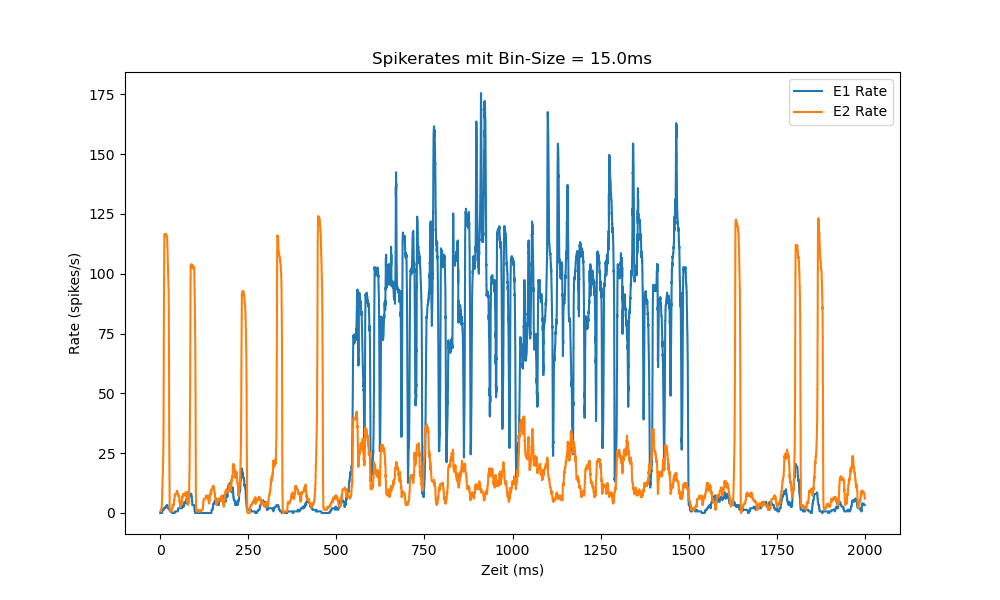 Spikerates mit Bin-Size = 15.0ms
E1 Rate
E2 Rate
Rate (spikes/s)
175
150
125
100
75
50
25
0
0 250 500 750 1000 1250 1500 1750 2000
Zeit (ms)